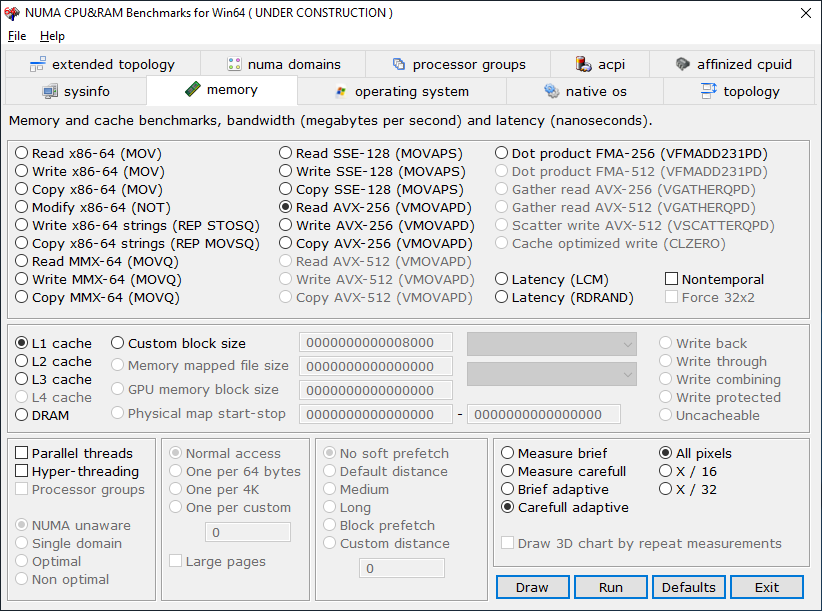 NUMA CPU&RAM Benchmarks for Win64 ( UNDER CONSTRUCTION )
File Help
extended topology numa domains processor groups acpi affinized cpuid
sysinfo memory operating system native os topology
Memory and cache benchmarks, bandwidth (megabytes per second) and latency (nanoseconds).
Read x86-64 (MOV) Read SSE-128 (MOVAPS) Dot product FMA-256 (VFMADD231PD)
Write x86-64 (MOV) Write SSE-128 (MOVAPS) Dot product FMA-512 (VFMADD231PD)
Copy x86-64 (MOV) Copy SSE-128 (MOVAPS) Gather read AVX-256 (VGATHERQPD)
Modify x86-64 (NOT) Read AVX-256 (VMOVAPD) Gather read AVX-512 (VGATHERQPD)
Write x86-64 strings (REP STOSQ) Write AVX-256 (VMOVAPD) Scatter write AVX-512 (VSCATTERQPD)
Copy x86-64 strings (REP MOVSQ) Copy AVX-256 (VMOVAPD) Cache optimized write (CLZERO)
Read MMX-64 (MOVQ) Read AVX-512 (VMOVAPD)
Write MMX-64 (MOVQ) Write AVX-512 (VMOVAPD) Latency (LCM) Nontemporal
Copy MMX-64 (MOVQ) Copy AVX-512 (VMOVAPD) Latency (RDRAND) Force 32x2
L1 cache Custom block size 0000000000008000 Write back
L2 cache Memory mapped file size 0000000000000000 Write through
L3 cache GPU memory block size 0000000000000000 Write combining
L4 cache Physical map start-stop 0000000000000000 - 0000000000000000 Write protected
DRAM Uncacheable
Parallel threads Normal access No soft prefetch Measure brief All pixels
Hyper-threading One per 64 bytes Default distance Measure carefull X / 16
Processor groups One per 4K Medium Brief adaptive X / 32
One per custom Long Carefull adaptive
NUMA unaware 0 Block prefetch
Single domain Custom distance Draw 3D chart by repeat measurements
Optimal Large pages 0
Non optimal Draw Run Defaults Exit